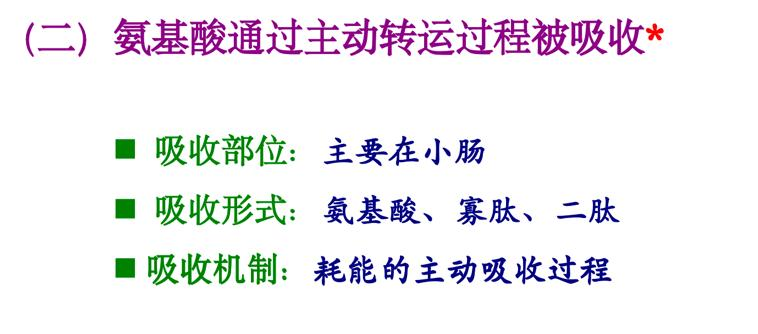 (二) 氨基酸通过主动转运过程被吸收*
■ 吸收部位：主要在小肠
■ 吸收形式：氨基酸、寡肽、二肽
■ 吸收机制：耗能的主动吸收过程